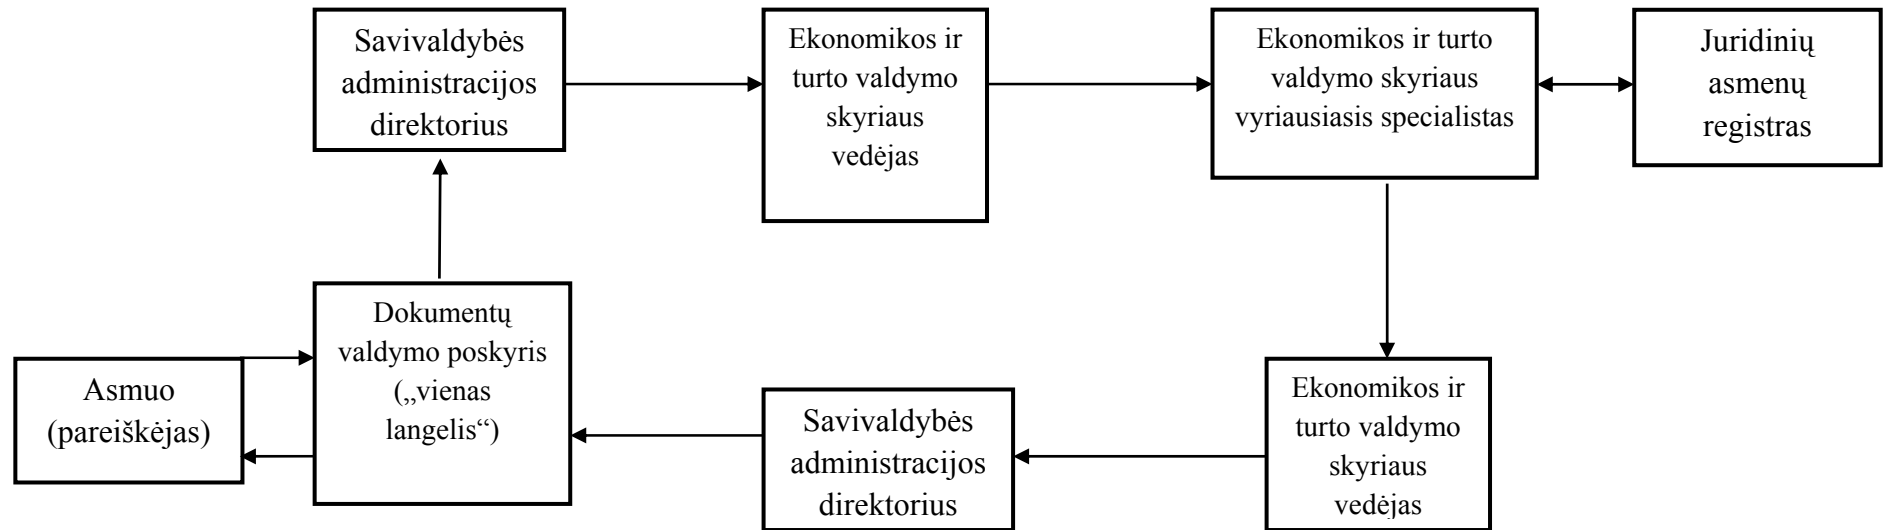 Savivaldybės
administracijos
direktorius
Ekonomikos ir
turto valdymo
skyriaus
vedėjas
Ekonomikos ir turto
valdymo skyriaus
vyriausiasis specialistas
Juridinių
asmenų
registras
Asmuo
(pareiškėjas)
Dokumentų
valdymo poskyris
(„vienas
langelis“)
Savivaldybės
administracijos
direktorius
Ekonomikos ir
turto valdymo
skyriaus
vedėjas